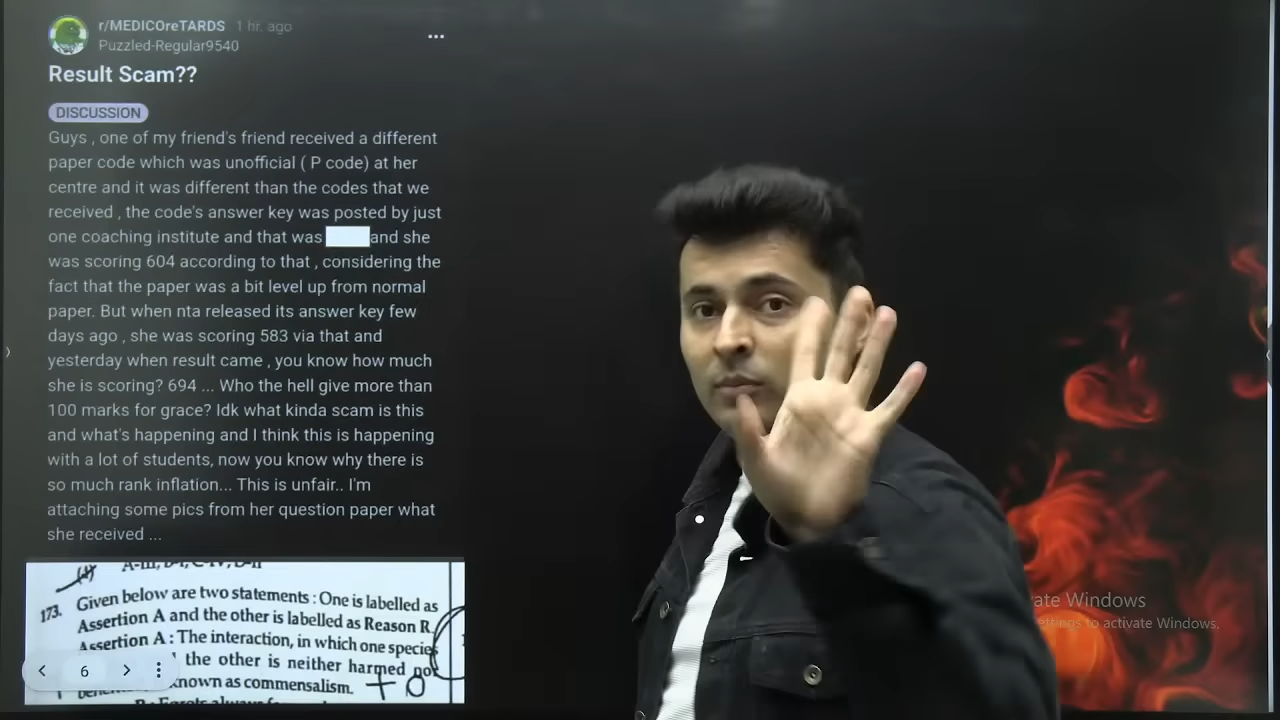 r/MEDICOreTARDS 1 hr. ago
Puzzled-Regular9540
Result Scam??
DISCUSSION
Guys , one of my friend's friend received a different
paper code which was unofficial ( P code) at her
centre and it was different than the codes that we
received , the code's answer key was posted by just
one coaching institute and that was and she
was scoring 604 according to that , considering the
fact that the paper was a bit level up from normal
paper. But when nta released its answer key few
days ago , she was scoring 583 via that and
yesterday when result came , you know how much
she is scoring? 694 ... Who the hell give more than
100 marks for grace? Idk what kinda scam is this
and what's happening and I think this is happening
with a lot of students, now you know why there is
so much rank inflation... This is unfair.. I'm
attaching some pics from her question paper what
she received ...
173. Given below are two statements : One is labelled as
Assertion A and the other is labelled as Reason R
Assertion A : The interaction, in which one species
the other is neither harmed
known as commensalism. + 0
6
ate Windows
to activate Windows.